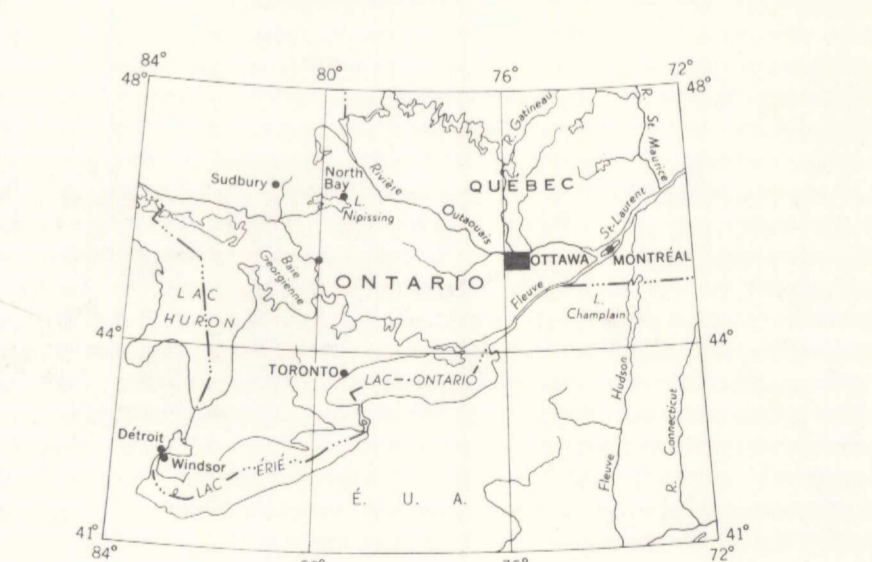 84°
80°
76°
72°
48°
48°
R. Gatineau
R. St. Maurice
Sudbury
North
Bay
L.
Nipissing
Rivière
Outaouais
QUÉBEC
St-Laurent
Baie
Georgienne
OTTAWA
MONTRÉAL
ONTARIO
Fleuve
LAC
HURON
L.
Champlain
44°
44°
TORONTO
LAC ONTARIO
Hudson
Fleuve
R. Connecticut
Détroit
Windsor
LAC ÉRIÉ
É. U. A.
41°
41°
84°
72°